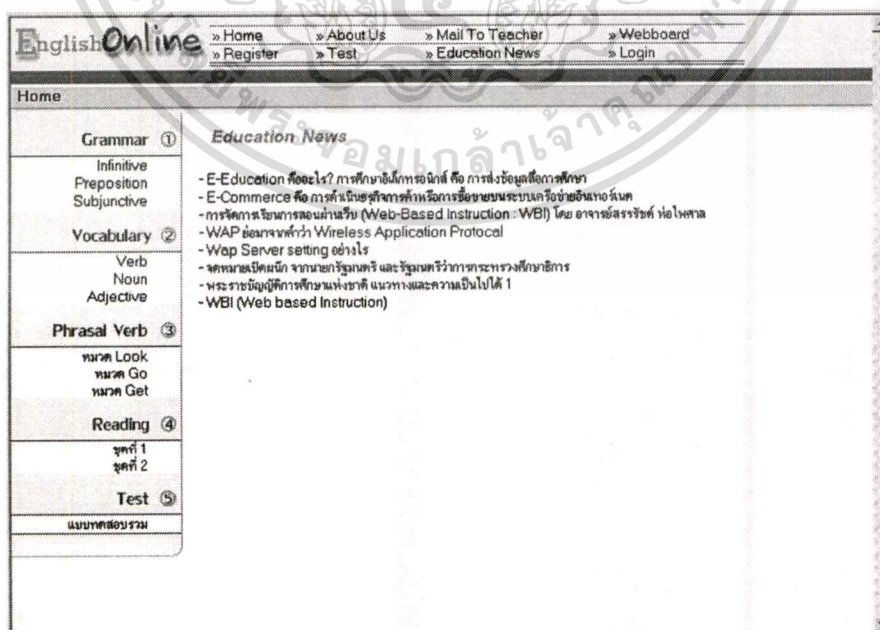 EnglishOnline
» Home » About Us » Mail To Teacher » Webboard
» Register » Test » Education News » Login
Home
Grammar ①
Infinitive
Preposition
Subjunctive
Vocabulary ②
Verb
Noun
Adjective
Phrasal Verb ③
หมวด Look
หมวด Go
หมวด Get
Reading ④
ชุดที่ 1
ชุดที่ 2
Test ⑤
แบบทดสอบรวม
Education News
- E-Education คืออะไร? การศึกษาอิเล็กทรอนิกส์ คือ การส่งข้อมูลสื่อการศึกษา
- E-Commerce คือ การดำเนินธุรกิจการค้าหรือการซื้อขายบนระบบเครือข่ายอินเทอร์เนต
- การจัดการเรียนการสอนผ่านเว็บ (Web-Based Instruction : WBI) โดย อาจารย์สรรรัชต์ ห่อไพศาล
- WAP ย่อมาจากคำว่า Wireless Application Protocal
- Wap Server setting อย่างไร
- จดหมายเปิดผนึก จากนายกรัฐมนตรี และรัฐมนตรีว่าการกระทรวงศึกษาธิการ
- พระราชบัญญัติการศึกษาแห่งชาติ แนวทางและความเป็นไปได้ 1
- WBI (Web based Instruction)